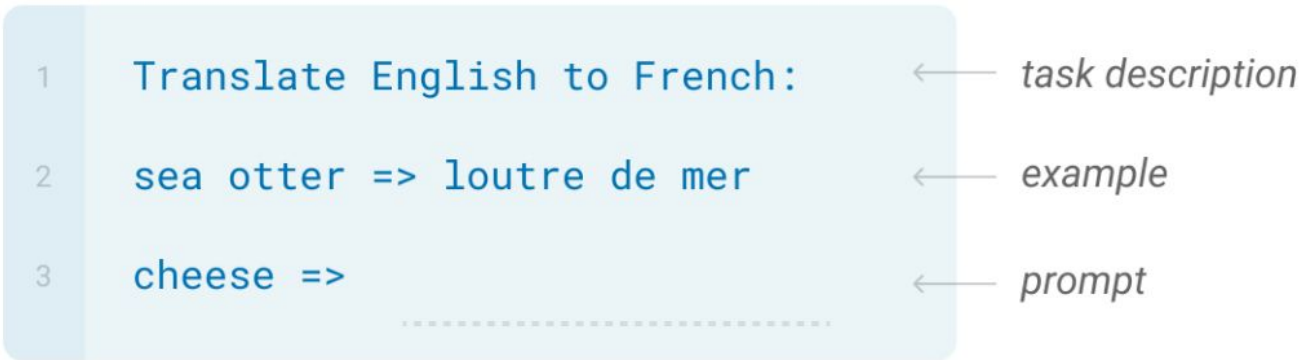 1 Translate English to French: task description
2 sea otter => loutre de mer example
3 cheese => prompt